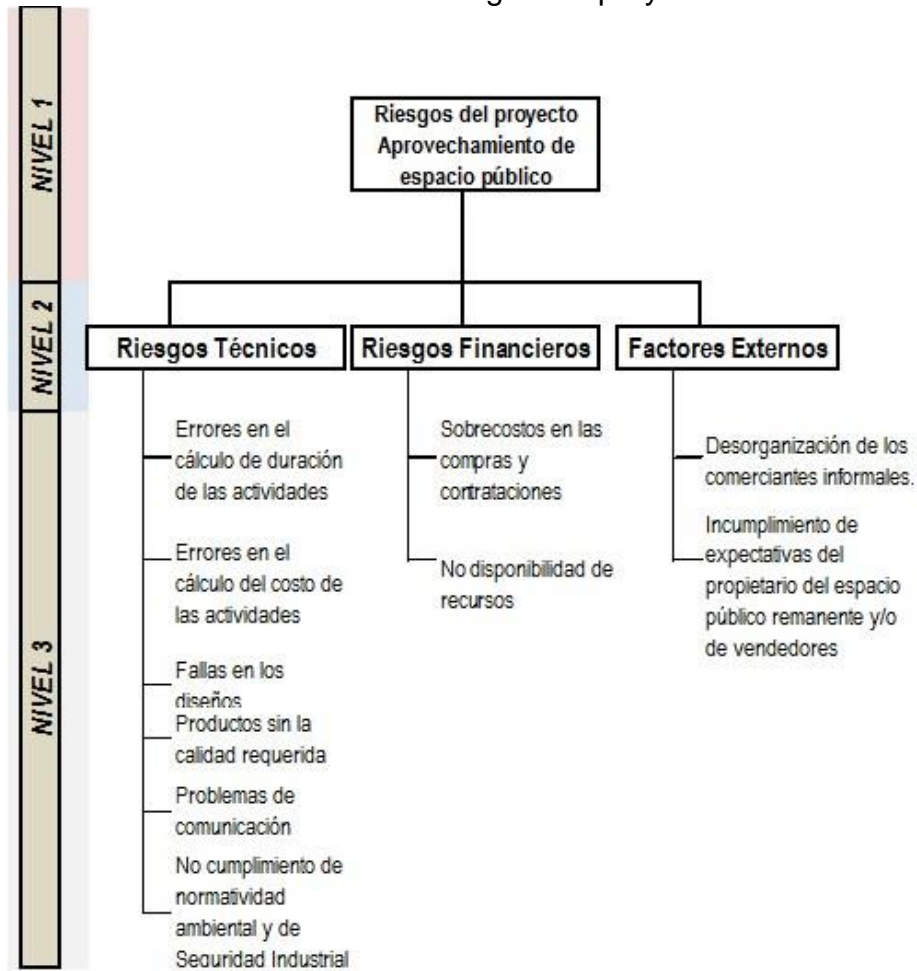 NIVEL 1
Riesgos del proyecto
Aprovechamiento de
espacio público
NIVEL 2
Riesgos Técnicos
Riesgos Financieros
Factores Externos
NIVEL 3
Errores en el
cálculo de duración
de las actividades
Errores en el
cálculo del costo de
las actividades
Fallas en los
diseños
Productos sin la
calidad requerida
Problemas de
comunicación
No cumplimiento de
normatividad
ambiental y de
Seguridad Industrial
Sobrecostos en las
compras y
contrataciones
No disponibilidad de
recursos
Desorganización de los
comerciantes informales.
Incumplimiento de
expectativas del
propietario del espacio
público remanente y/o
de vendedores